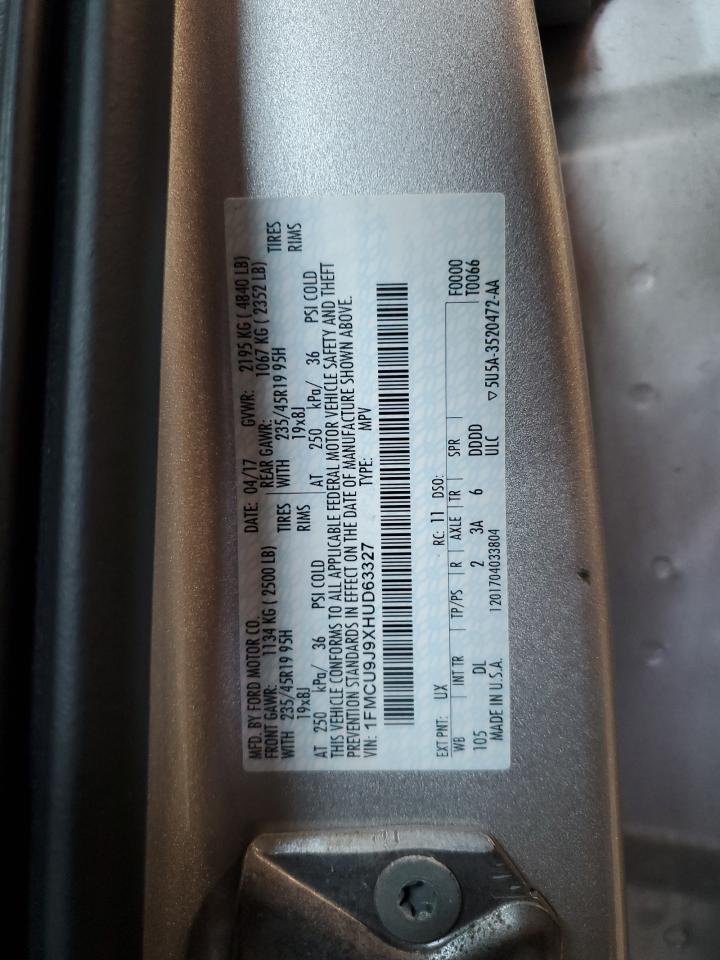 MFD. BY FORD MOTOR CO.
DATE: 04/17 GVWR: 2195 KG ( 4840 LB)
FRONT GAWR: 1134 KG ( 2500 LB) REAR GAWR: 1067 KG ( 2352 LB)
WITH 235/45R19 95H TIRES WITH 235/45R19 95H TIRES
19x8J RIMS 19x8J RIMS
AT 250 kPa/ 36 PSI COLD AT 250 kPa/ 36 PSI COLD
THIS VEHICLE CONFORMS TO ALL APPLICABLE FEDERAL MOTOR VEHICLE SAFETY AND THEFT
PREVENTION STANDARDS IN EFFECT ON THE DATE OF MANUFACTURE SHOWN ABOVE.
VIN: 1FMCU9J9XHUD63327 TYPE: MPV
EXT PNT: UX RC: 11 DSO: F0000
WB INT TR TP/PS R AXLE TR SPR T0066
105 DL 2 3A 6 DDDD
MADE IN U.S.A. 1201704033804 ULC ▽5U5A-3520472-AA